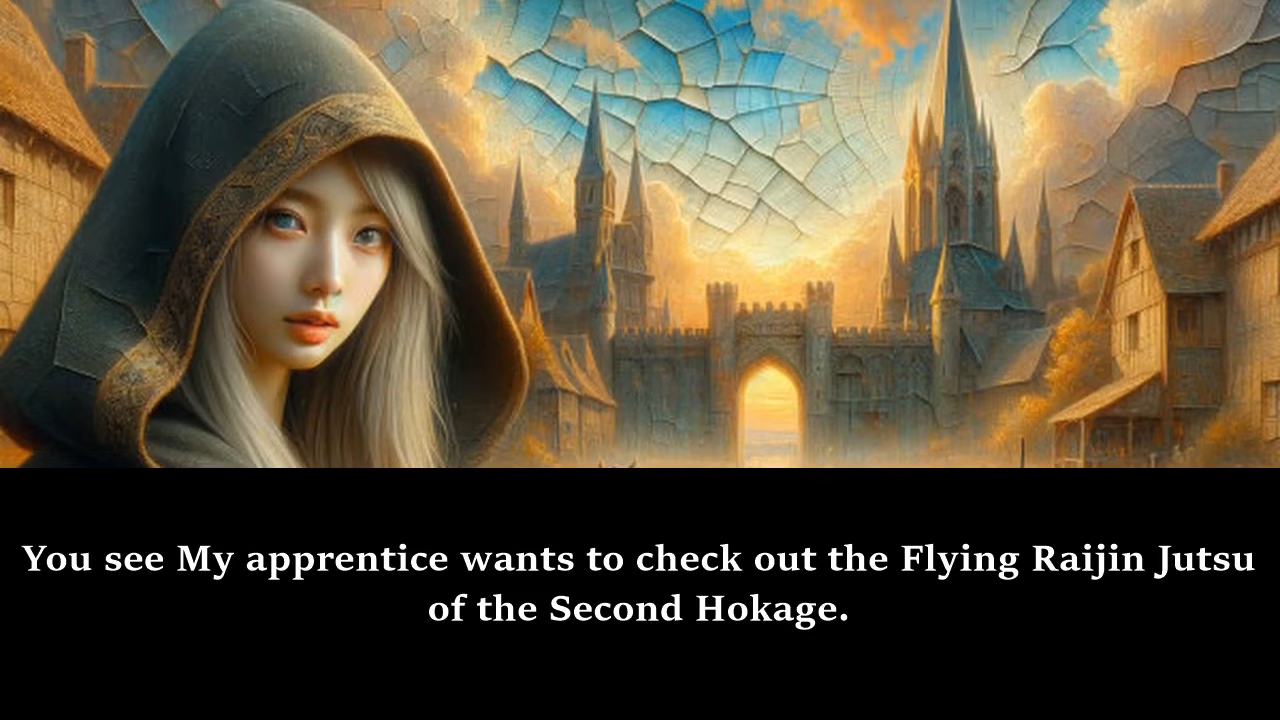 You see My apprentice wants to check out the Flying Raijin Jutsu
of the Second Hokage.